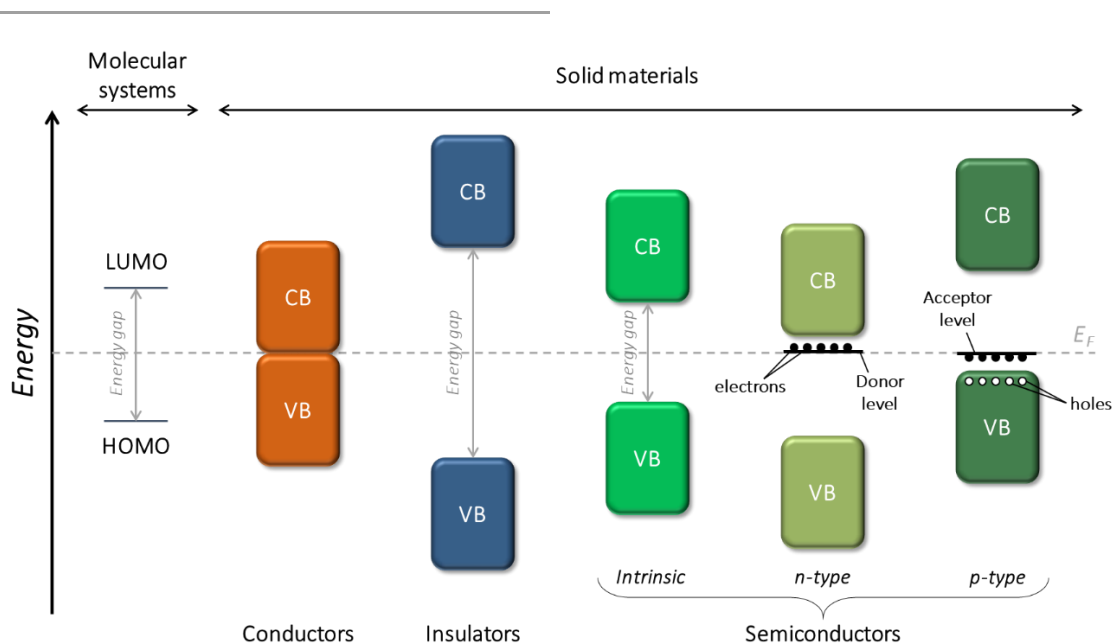 Molecular
systems
Solid materials
Energy
LUMO
Energy gap
HOMO
CB
VB
CB
Energy gap
VB
CB
Energy gap
VB
CB
electrons
Donor
level
VB
CB
Acceptor
level
E_F
holes
VB
Intrinsic
n-type
p-type
Conductors
Insulators
Semiconductors